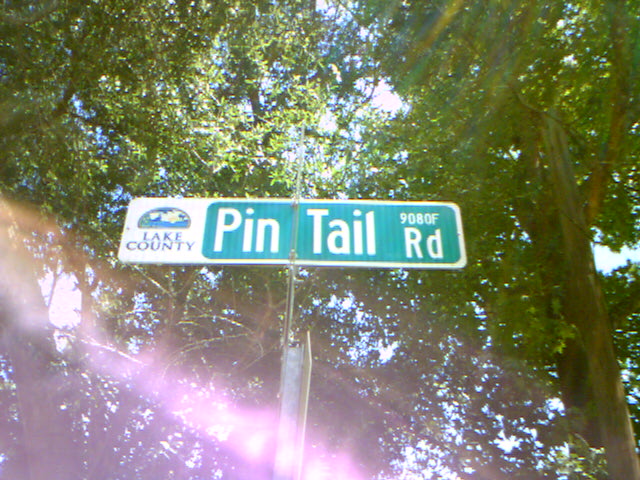 LAKE
COUNTY
Pin Tail Rd
9080F